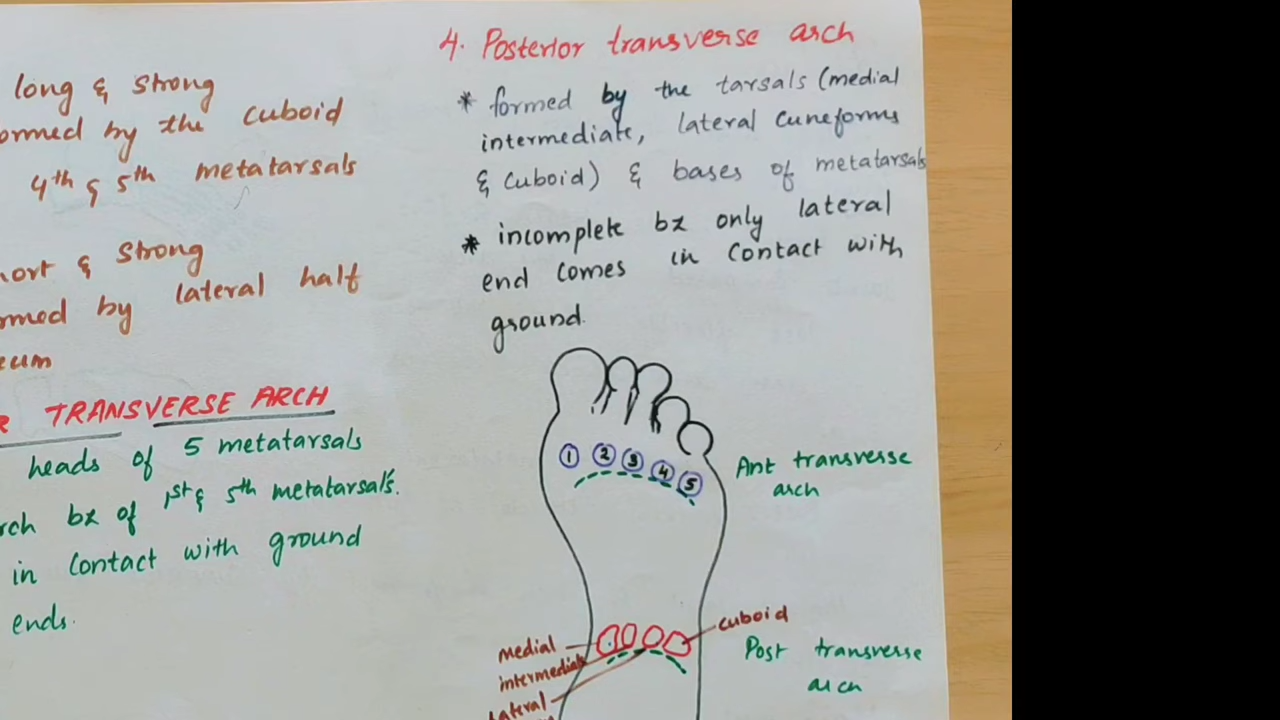 long & strong
ormed by the cuboid
4th & 5th metatarsals
hort & strong
rmed by lateral half
eum
R TRANSVERSE ARCH
heads of 5 metatarsals
rch bz of 1st & 5th metatarsal's.
in contact with ground
ends.
4. Posterior transverse arch
* formed by the tarsals (medial
intermediate, lateral cuneforms
& cuboid) & bases of metatarsals
* incomplete bz only lateral
end comes in contact with
ground.
1 2 3 4 5
Ant transverse
arch
cuboid
medial
intermediate
lateral
Post transverse
arch